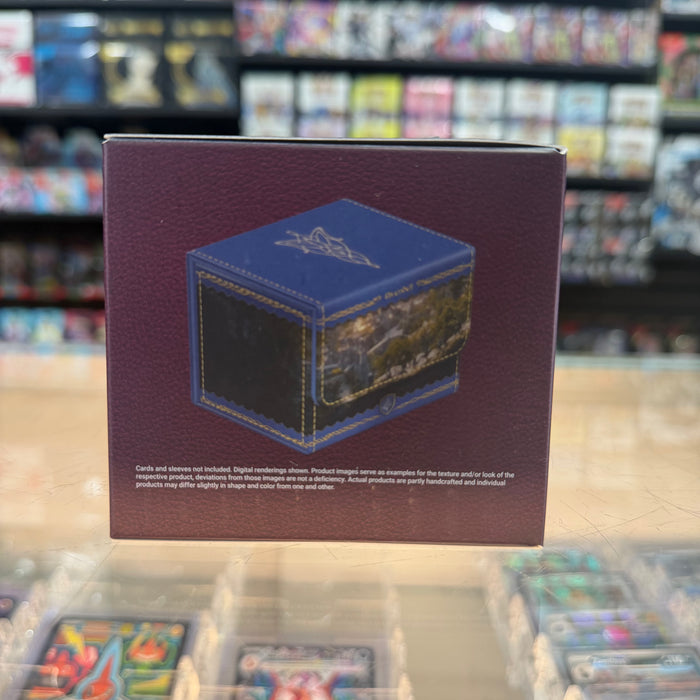 Cards and sleeves not included. Digital renderings shown. Product images serve as examples for the texture and/or look of the
respective product, deviations from those images are not a deficiency. Actual products are partly handcrafted and individual
products may differ slightly in shape and color from one and other.